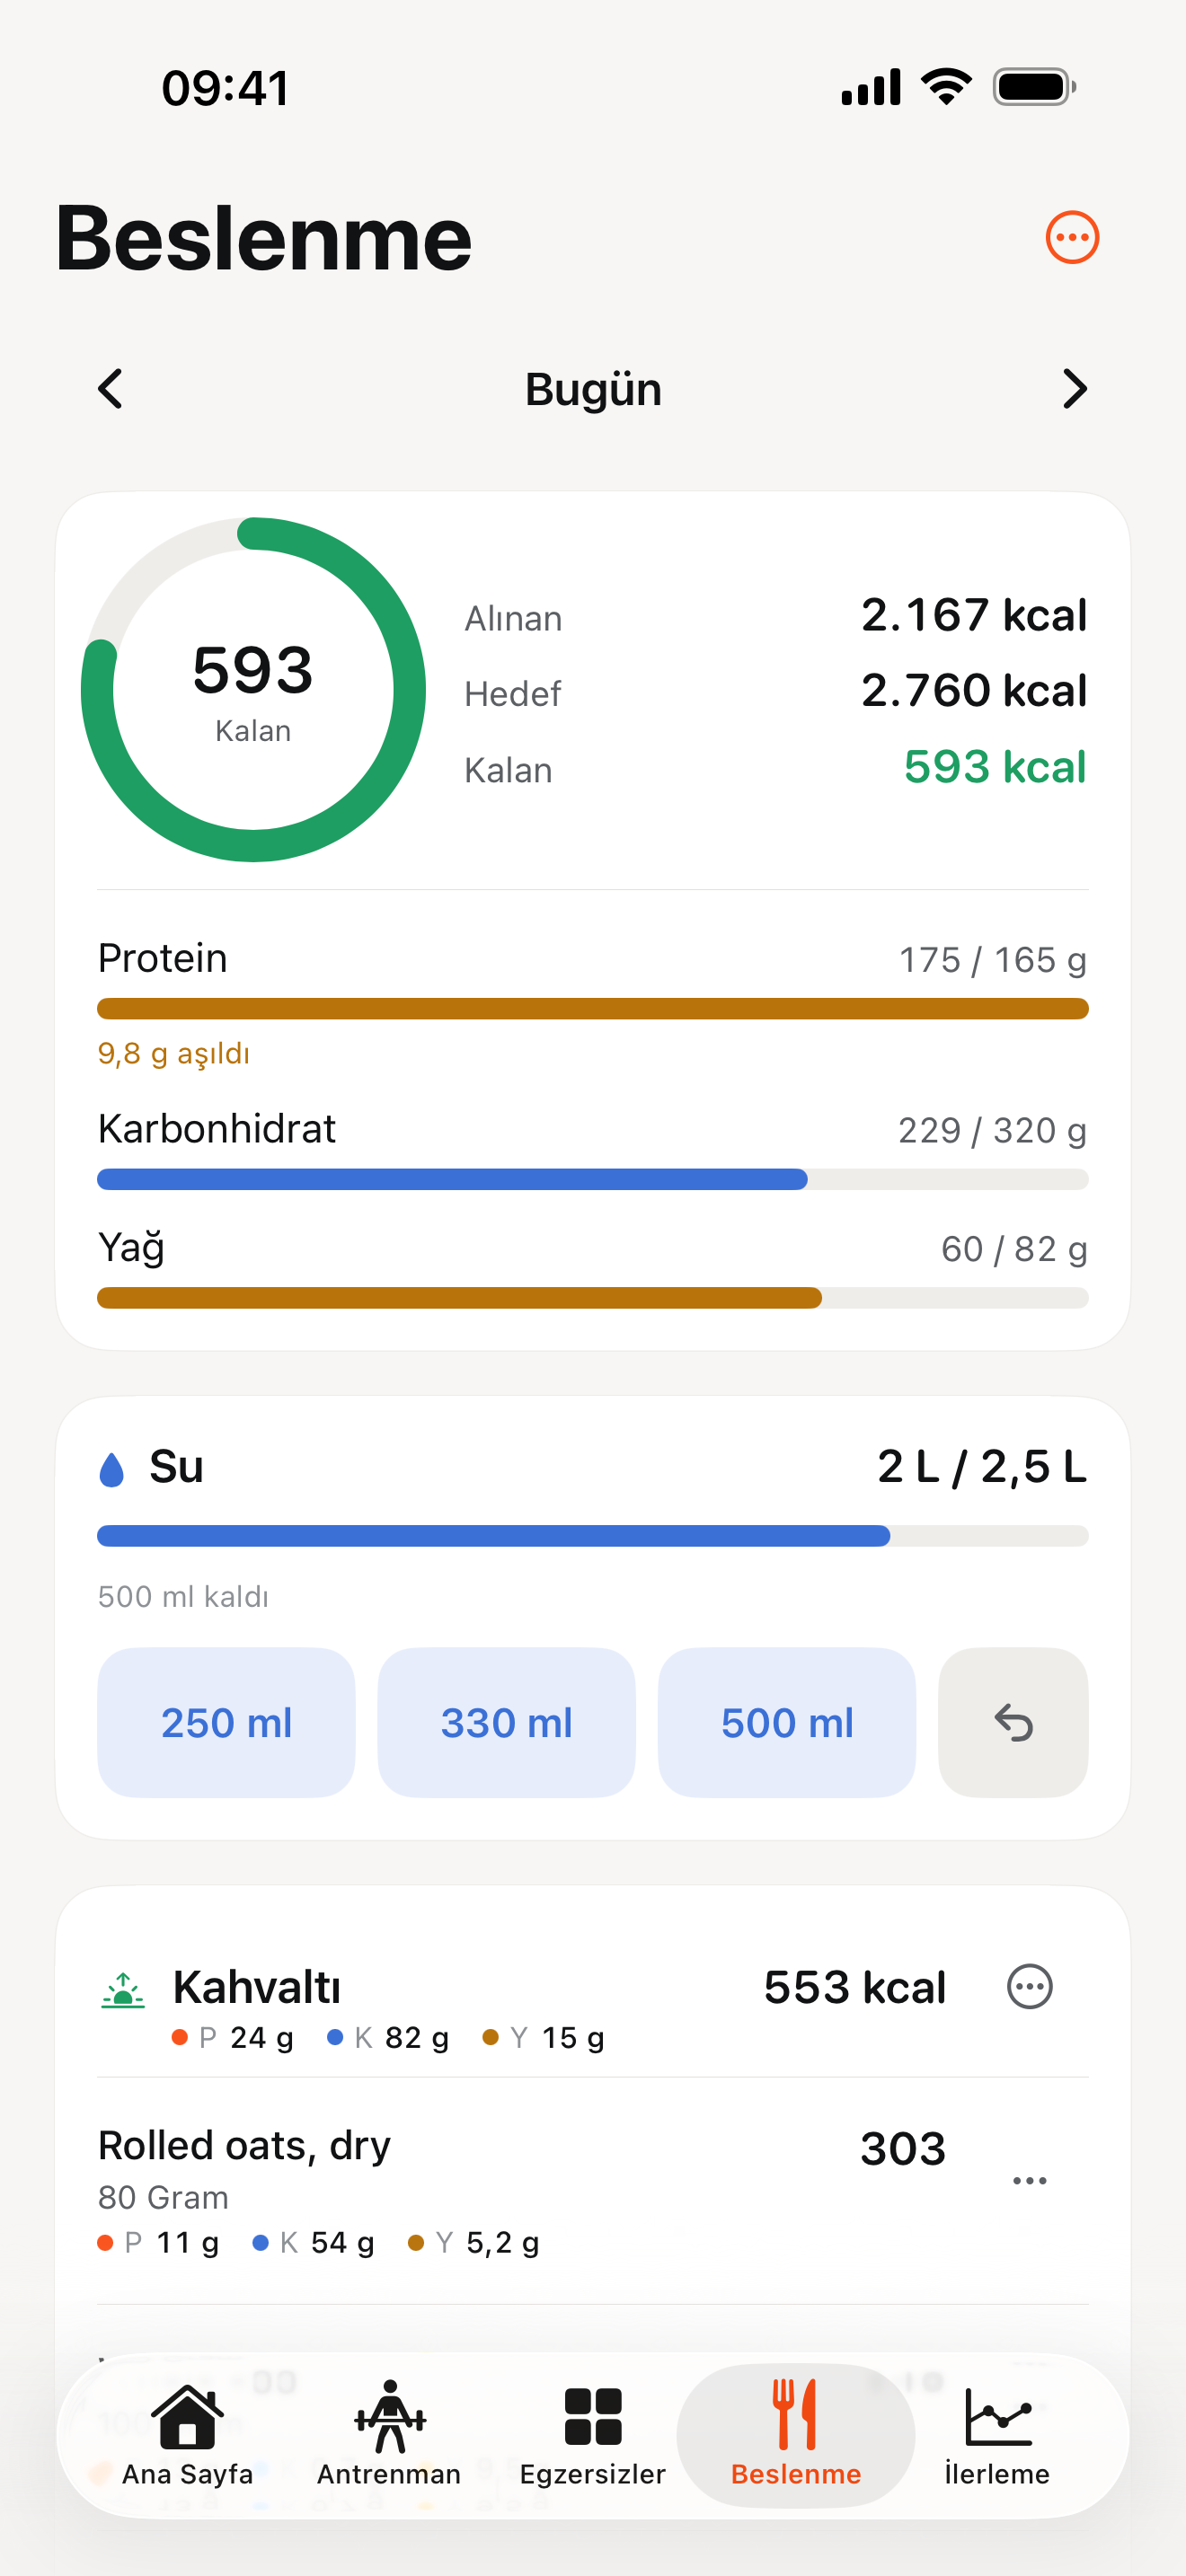 09:41
Beslenme
Bugün
593
Kalan
Alınan 2.167 kcal
Hedef 2.760 kcal
Kalan 593 kcal
Protein 175 / 165 g
9,8 g aşıldı
Karbonhidrat 229 / 320 g
Yağ 60 / 82 g
Su 2 L / 2,5 L
500 ml kaldı
250 ml 330 ml 500 ml
Kahvaltı 553 kcal
P 24 g K 82 g Y 15 g
Rolled oats, dry 303
80 Gram
P 11 g K 54 g Y 5,2 g
Ana Sayfa Antrenman Egzersizler Beslenme İlerleme